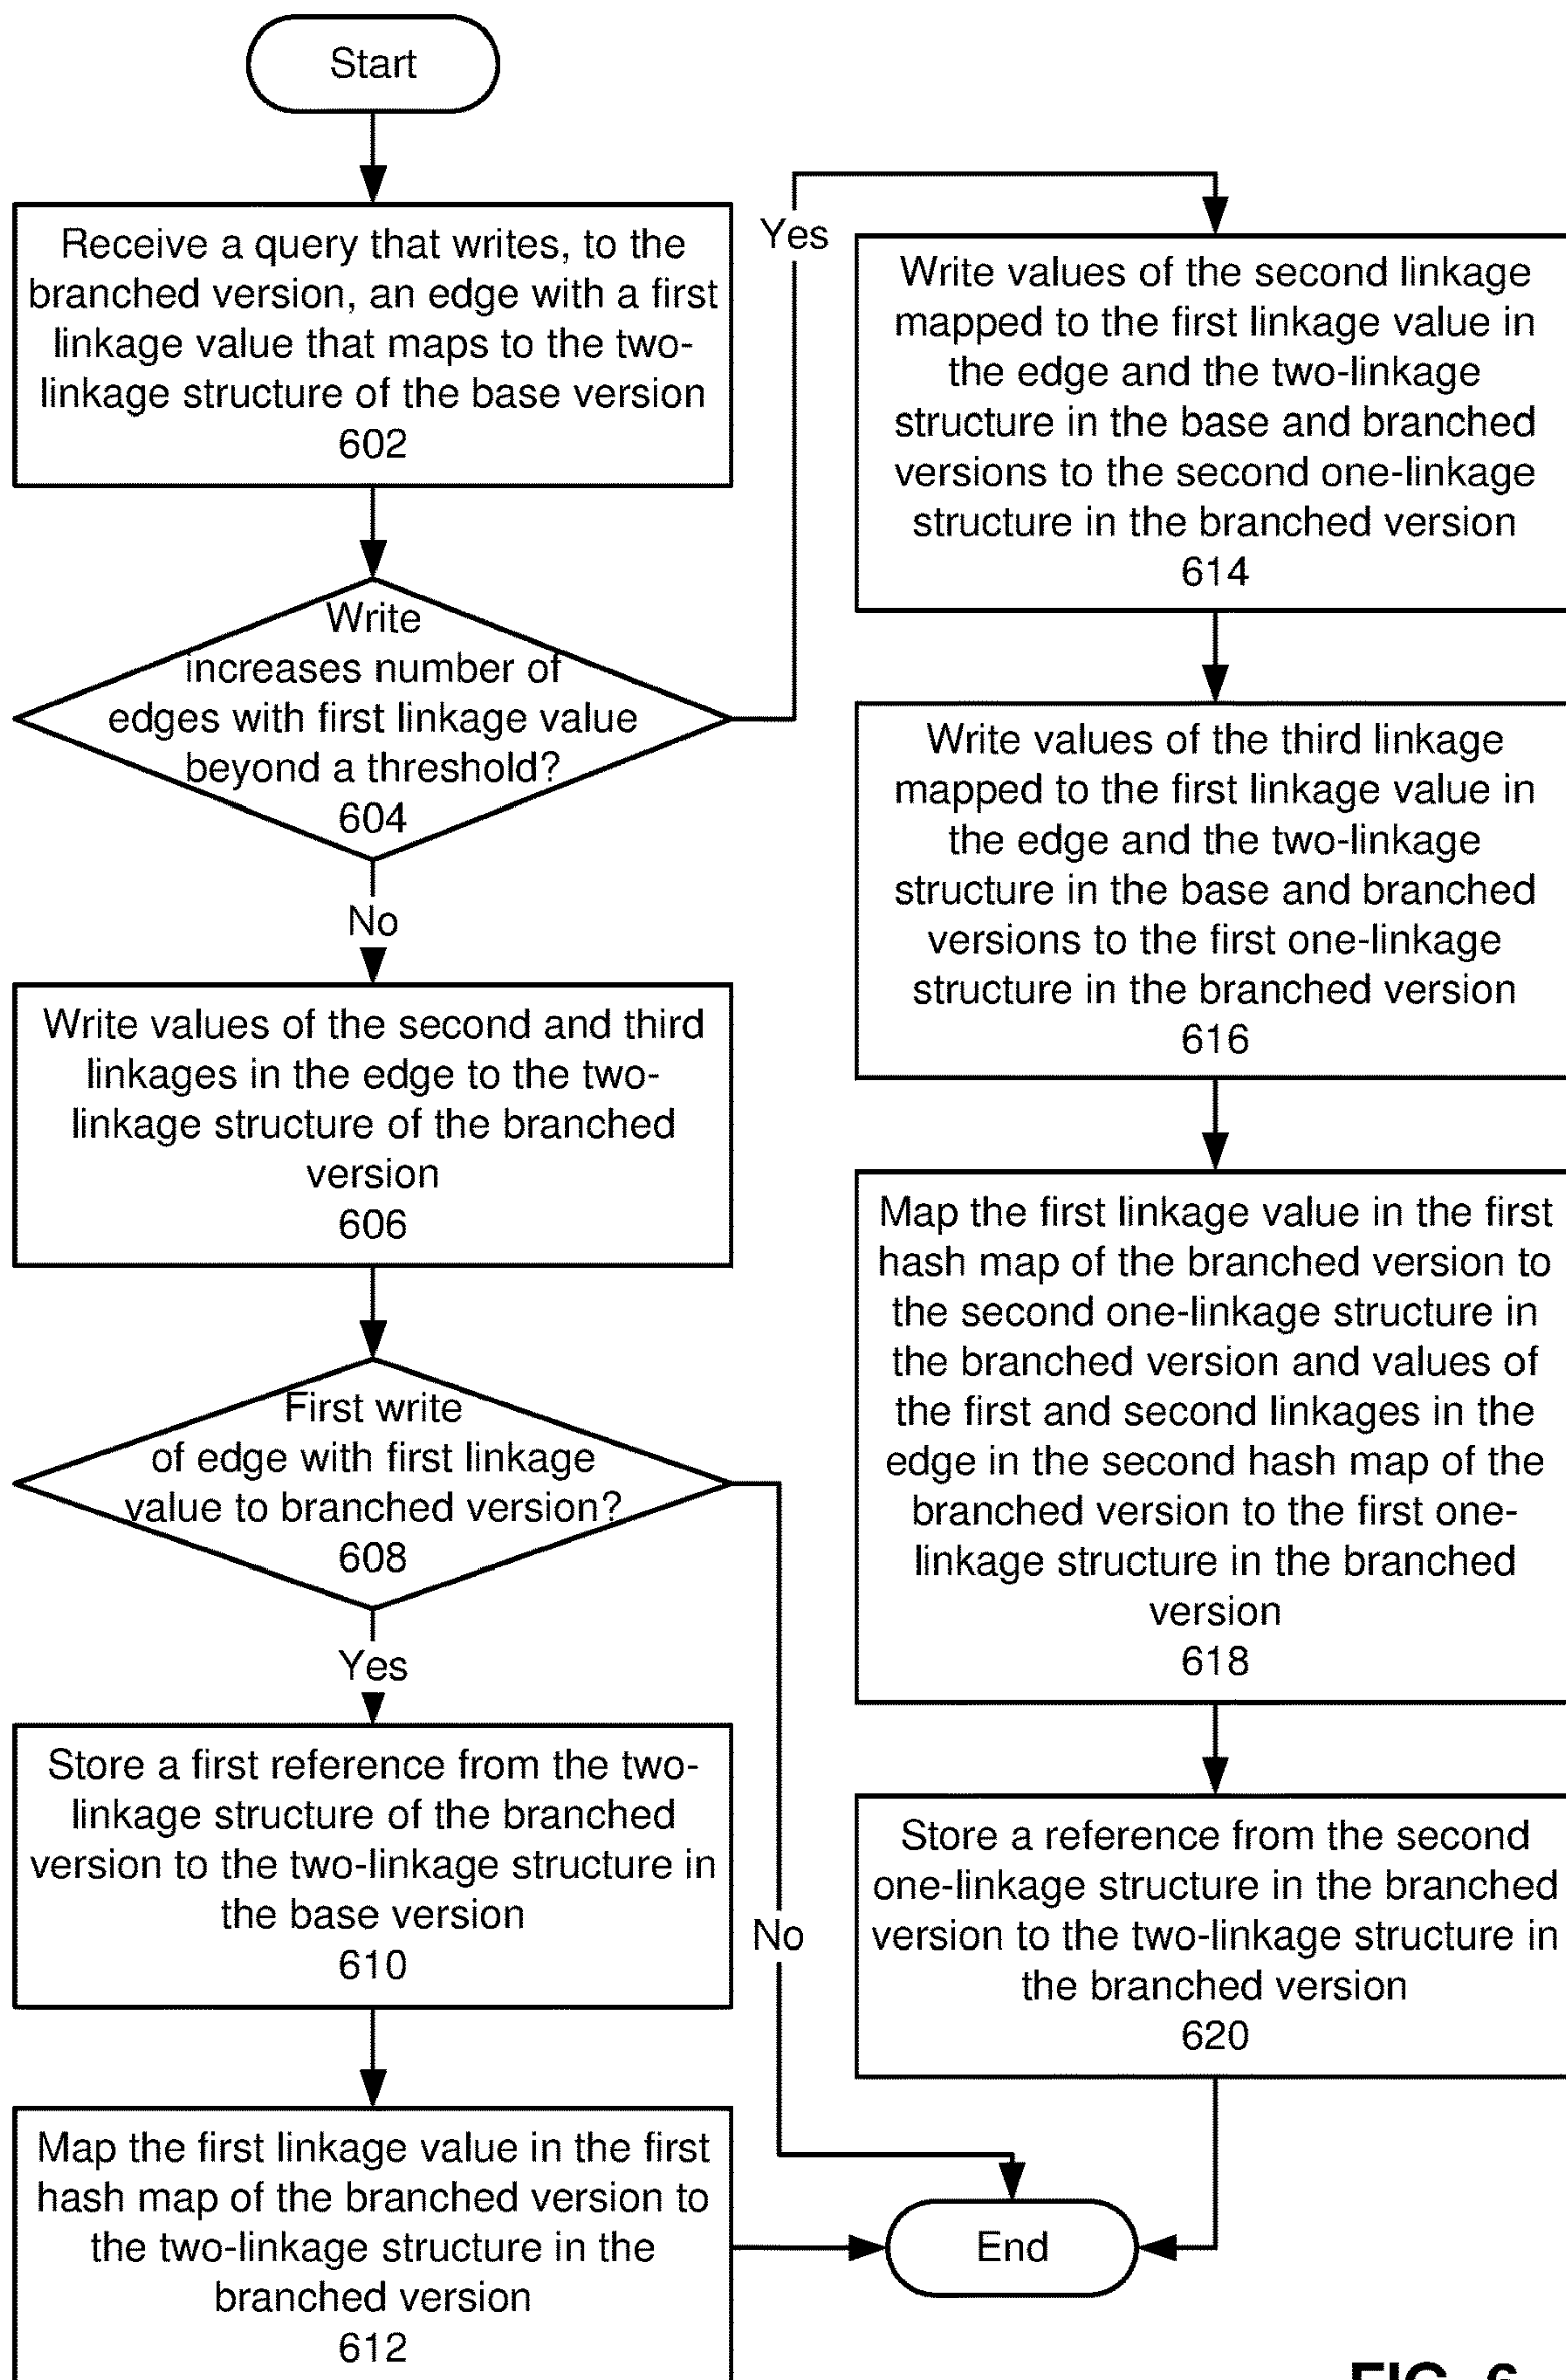 Start
Receive a query that writes, to the
branched version, an edge with a first
linkage value that maps to the two-
linkage structure of the base version
602
Write
increases number of
edges with first linkage value
beyond a threshold?
604
No
Write values of the second and third
linkages in the edge to the two-
linkage structure of the branched
version
606
First write
of edge with first linkage
value to branched version?
608
Yes
Store a first reference from the two-
linkage structure of the branched
version to the two-linkage structure in
the base version
610
Map the first linkage value in the first
hash map of the branched version to
the two-linkage structure in the
branched version
612
No
Yes
Write values of the second linkage
mapped to the first linkage value in
the edge and the two-linkage
structure in the base and branched
versions to the second one-linkage
structure in the branched version
614
Write values of the third linkage
mapped to the first linkage value in
the edge and the two-linkage
structure in the base and branched
versions to the first one-linkage
structure in the branched version
616
Map the first linkage value in the first
hash map of the branched version to
the second one-linkage structure in
the branched version and values of
the first and second linkages in the
edge in the second hash map of the
branched version to the first one-
linkage structure in the branched
version
618
Store a reference from the second
one-linkage structure in the branched
version to the two-linkage structure in
the branched version
620
End
FIG. 6